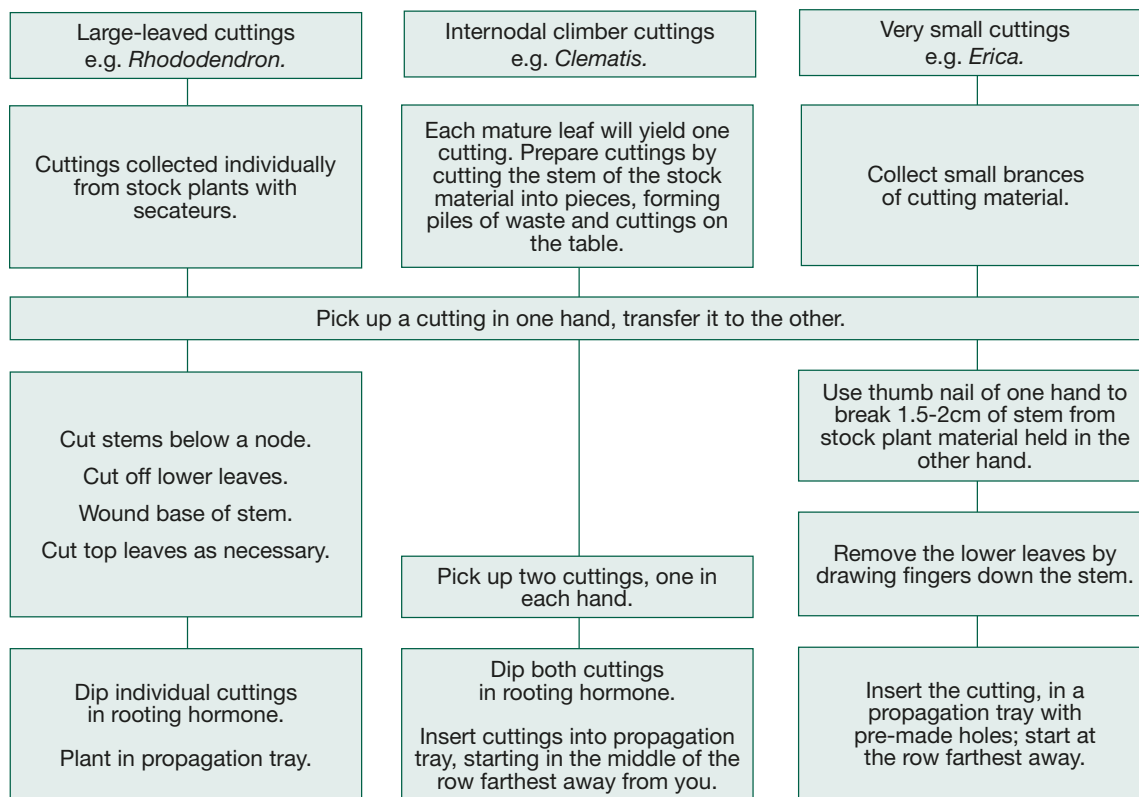 Large-leaved cuttings
e.g. Rhododendron.
Internodal climber cuttings
e.g. Clematis.
Very small cuttings
e.g. Erica.
Cuttings collected individually
from stock plants with
secateurs.
Each mature leaf will yield one
cutting. Prepare cuttings by
cutting the stem of the stock
material into pieces, forming
piles of waste and cuttings on
the table.
Collect small brances
of cutting material.
Pick up a cutting in one hand, transfer it to the other.
Cut stems below a node.
Cut off lower leaves.
Wound base of stem.
Cut top leaves as necessary.
Use thumb nail of one hand to
break 1.5-2cm of stem from
stock plant material held in the
other hand.
Pick up two cuttings, one in
each hand.
Remove the lower leaves by
drawing fingers down the stem.
Dip individual cuttings
in rooting hormone.
Plant in propagation tray.
Dip both cuttings
in rooting hormone.
Insert cuttings into propagation
tray, starting in the middle of the
row farthest away from you.
Insert the cutting, in a
propagation tray with
pre-made holes; start at
the row farthest away.